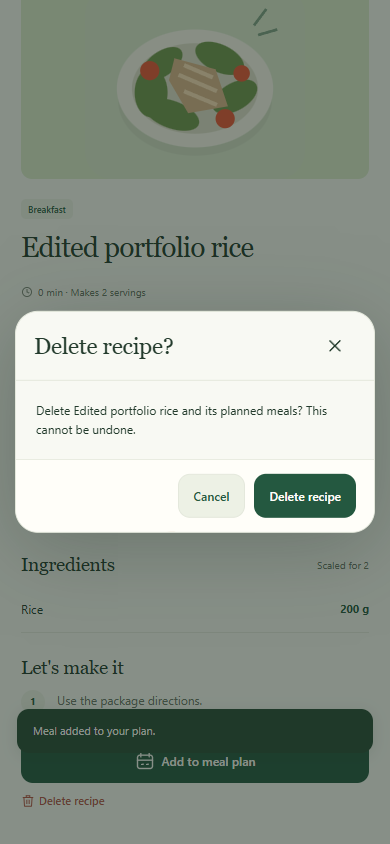 Breakfast
Edited portfolio rice
0 min · Makes 2 servings
Delete recipe?
Delete Edited portfolio rice and its planned meals? This
cannot be undone.
Cancel
Delete recipe
Ingredients
Scaled for 2
Rice
200 g
Let's make it
1 Use the package directions.
Meal added to your plan.
Add to meal plan
Delete recipe